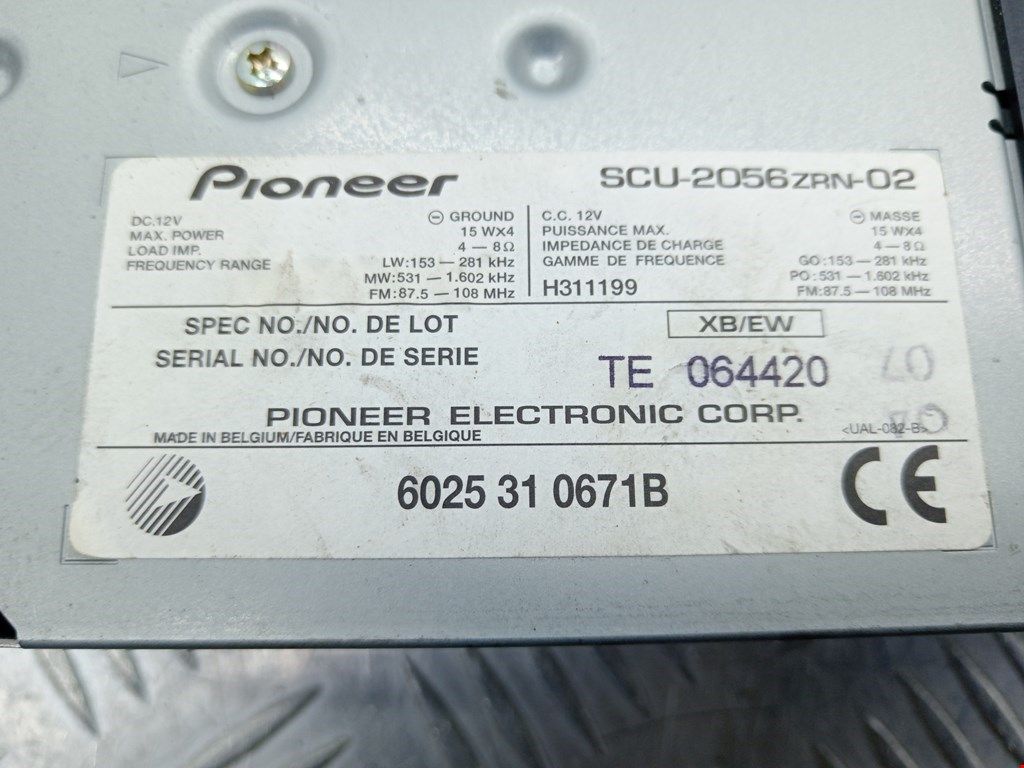 Pioneer SCU-2056ZRN-02
DC.12V ⊖ GROUND
MAX. POWER 15 WX4
LOAD IMP. 4 — 8Ω
FREQUENCY RANGE LW:153 — 281 kHz
MW:531 — 1.602 kHz
FM:87.5 — 108 MHz
C.C. 12V ⊖ MASSE
PUISSANCE MAX. 15 WX4
IMPEDANCE DE CHARGE 4 — 8Ω
GAMME DE FREQUENCE GO:153 — 281 kHz
PO:531 — 1.602 kHz
H311199 FM:87.5 — 108 MHz
SPEC NO./NO. DE LOT XB/EW
SERIAL NO./NO. DE SERIE TE 064420
PIONEER ELECTRONIC CORP.
MADE IN BELGIUM/FABRIQUE EN BELGIQUE <UAL-082-B>
6025 31 0671B CE